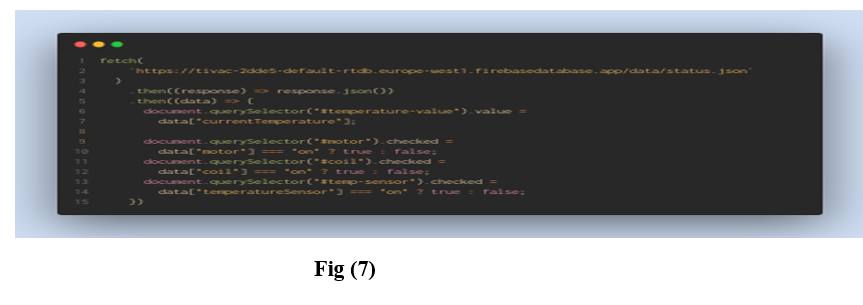 1 fetch(
2 `https://tivac-2dde5-default-rtdb.europe-west1.firebasedatabase.app/data/status.json`
3 )
4 .then((response) => response.json())
5 .then((data) => {
6 document.querySelector("#temperature-value").value =
7 data["currentTemperature"];
8
9 document.querySelector("#motor").checked =
10 data["motor"] === "on" ? true : false;
11 document.querySelector("#coil").checked =
12 data["coil"] === "on" ? true : false;
13 document.querySelector("#temp-sensor").checked =
14 data["temperatureSensor"] === "on" ? true : false;
15 })
Fig (7)